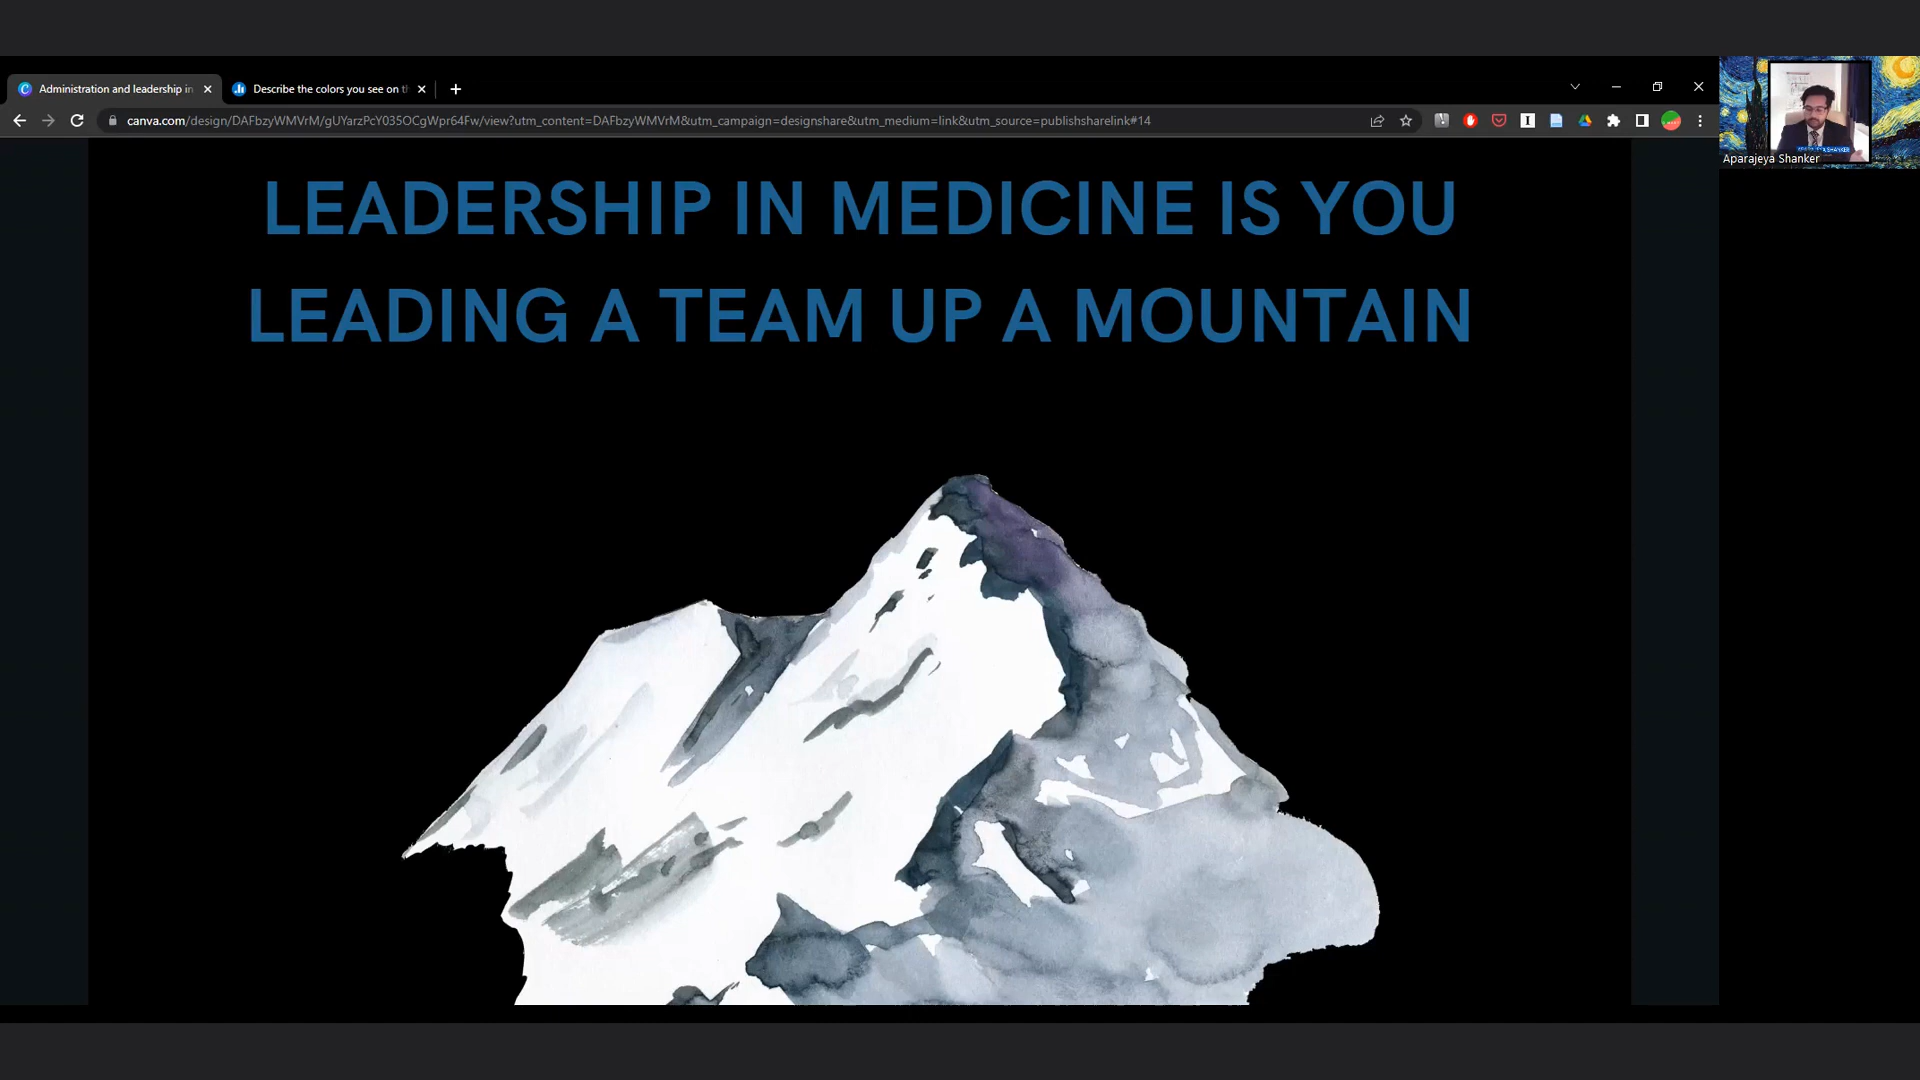 Administration and leadership in
Describe the colors you see on t
canva.com/design/DAFbzyWMVrM/gUYarzPcY035OCgWpr64Fw/view?utm_content=DAFbzyWMVrM&utm_campaign=designshare&utm_medium=link&utm_source=publishsharelink#14
Aparajeya Shanker
LEADERSHIP IN MEDICINE IS YOU
LEADING A TEAM UP A MOUNTAIN